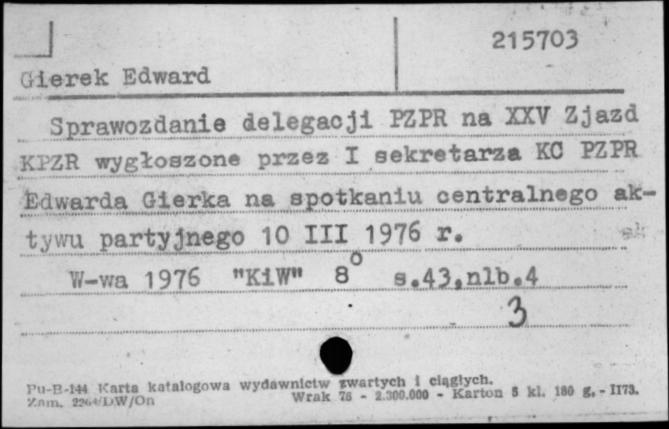 215703
Gierek Edward
Sprawozdanie delegacji PZPR na XXV Zjazd
KPZR wygłoszone przez I sekretarza KC PZPR
Edwarda Gierka na spotkaniu centralnego ak-
tywu partyjnego 10 III 1976 r.
W-wa 1976 "KiW" 8° s.43,nlb.4
3
Pu-B-144 Karta katalogowa wydawnictw zwartych i ciągłych.
Zam. DW/On Wrak 76 - 2.300.000 - Karton 5 kl. 180 g. - II73.